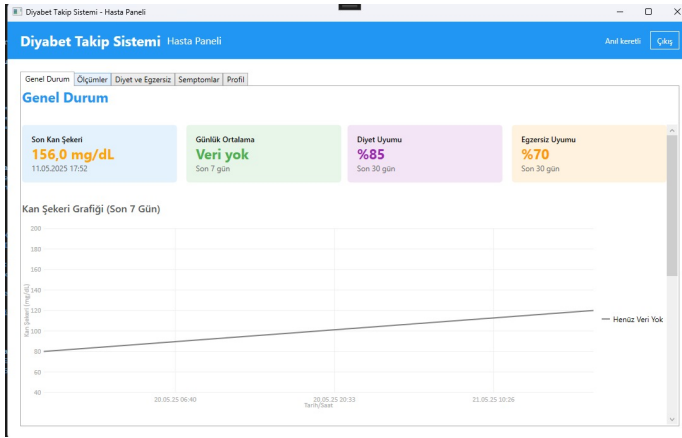 Diyabet Takip Sistemi - Hasta Paneli
Diyabet Takip Sistemi Hasta Paneli
Anıl keretli Çıkış
Genel Durum Ölçümler Diyet ve Egzersiz Semptomlar Profil
Genel Durum
Son Kan Şekeri
156,0 mg/dL
11.05.2025 17:52
Günlük Ortalama
Veri yok
Son 7 gün
Diyet Uyumu
%85
Son 30 gün
Egzersiz Uyumu
%70
Son 30 gün
Kan Şekeri Grafiği (Son 7 Gün)
Kan Şekeri (mg/dL)
200
180
160
140
120
100
80
60
40
20.05.25 06:40 20.05.25 20:33 21.05.25 10:26
Tarih/Saat
Henüz Veri Yok